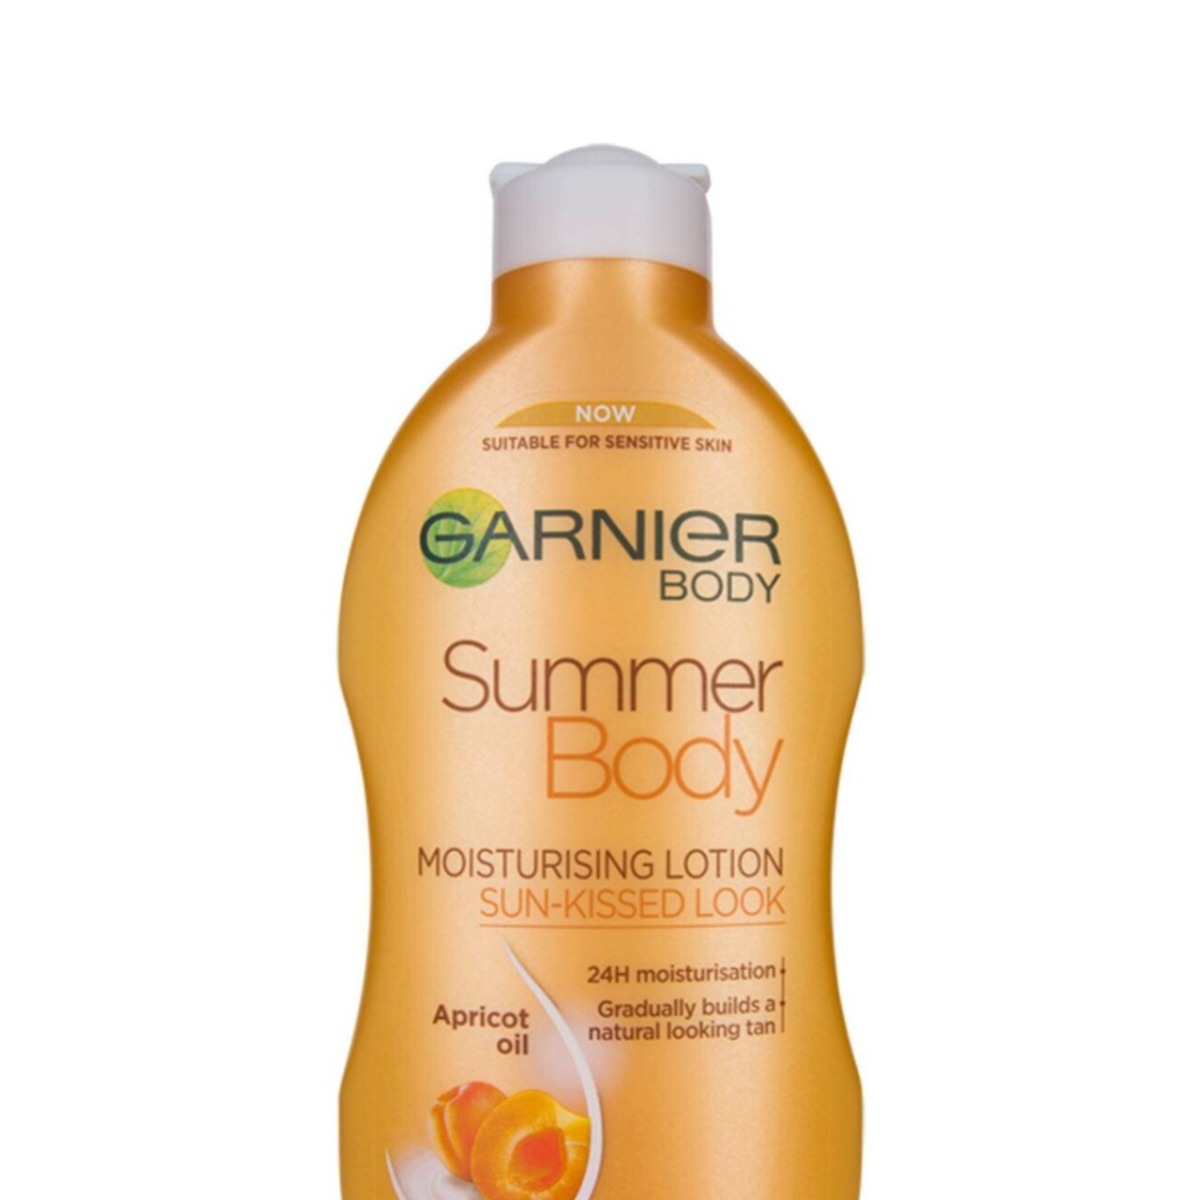 NOW
SUITABLE FOR SENSITIVE SKIN
GARNIER
BODY
Summer
Body
MOISTURISING LOTION
SUN-KISSED LOOK
24H moisturisation
Gradually builds a
natural looking tan
Apricot
oil